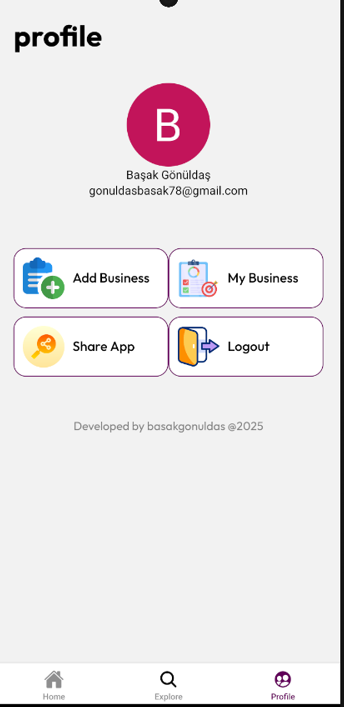 profile
B
Başak Gönüldaş
gonuldasbasak78@gmail.com
Add Business
My Business
Share App
Logout
Developed by basakgonuldas @2025
Home
Explore
Profile